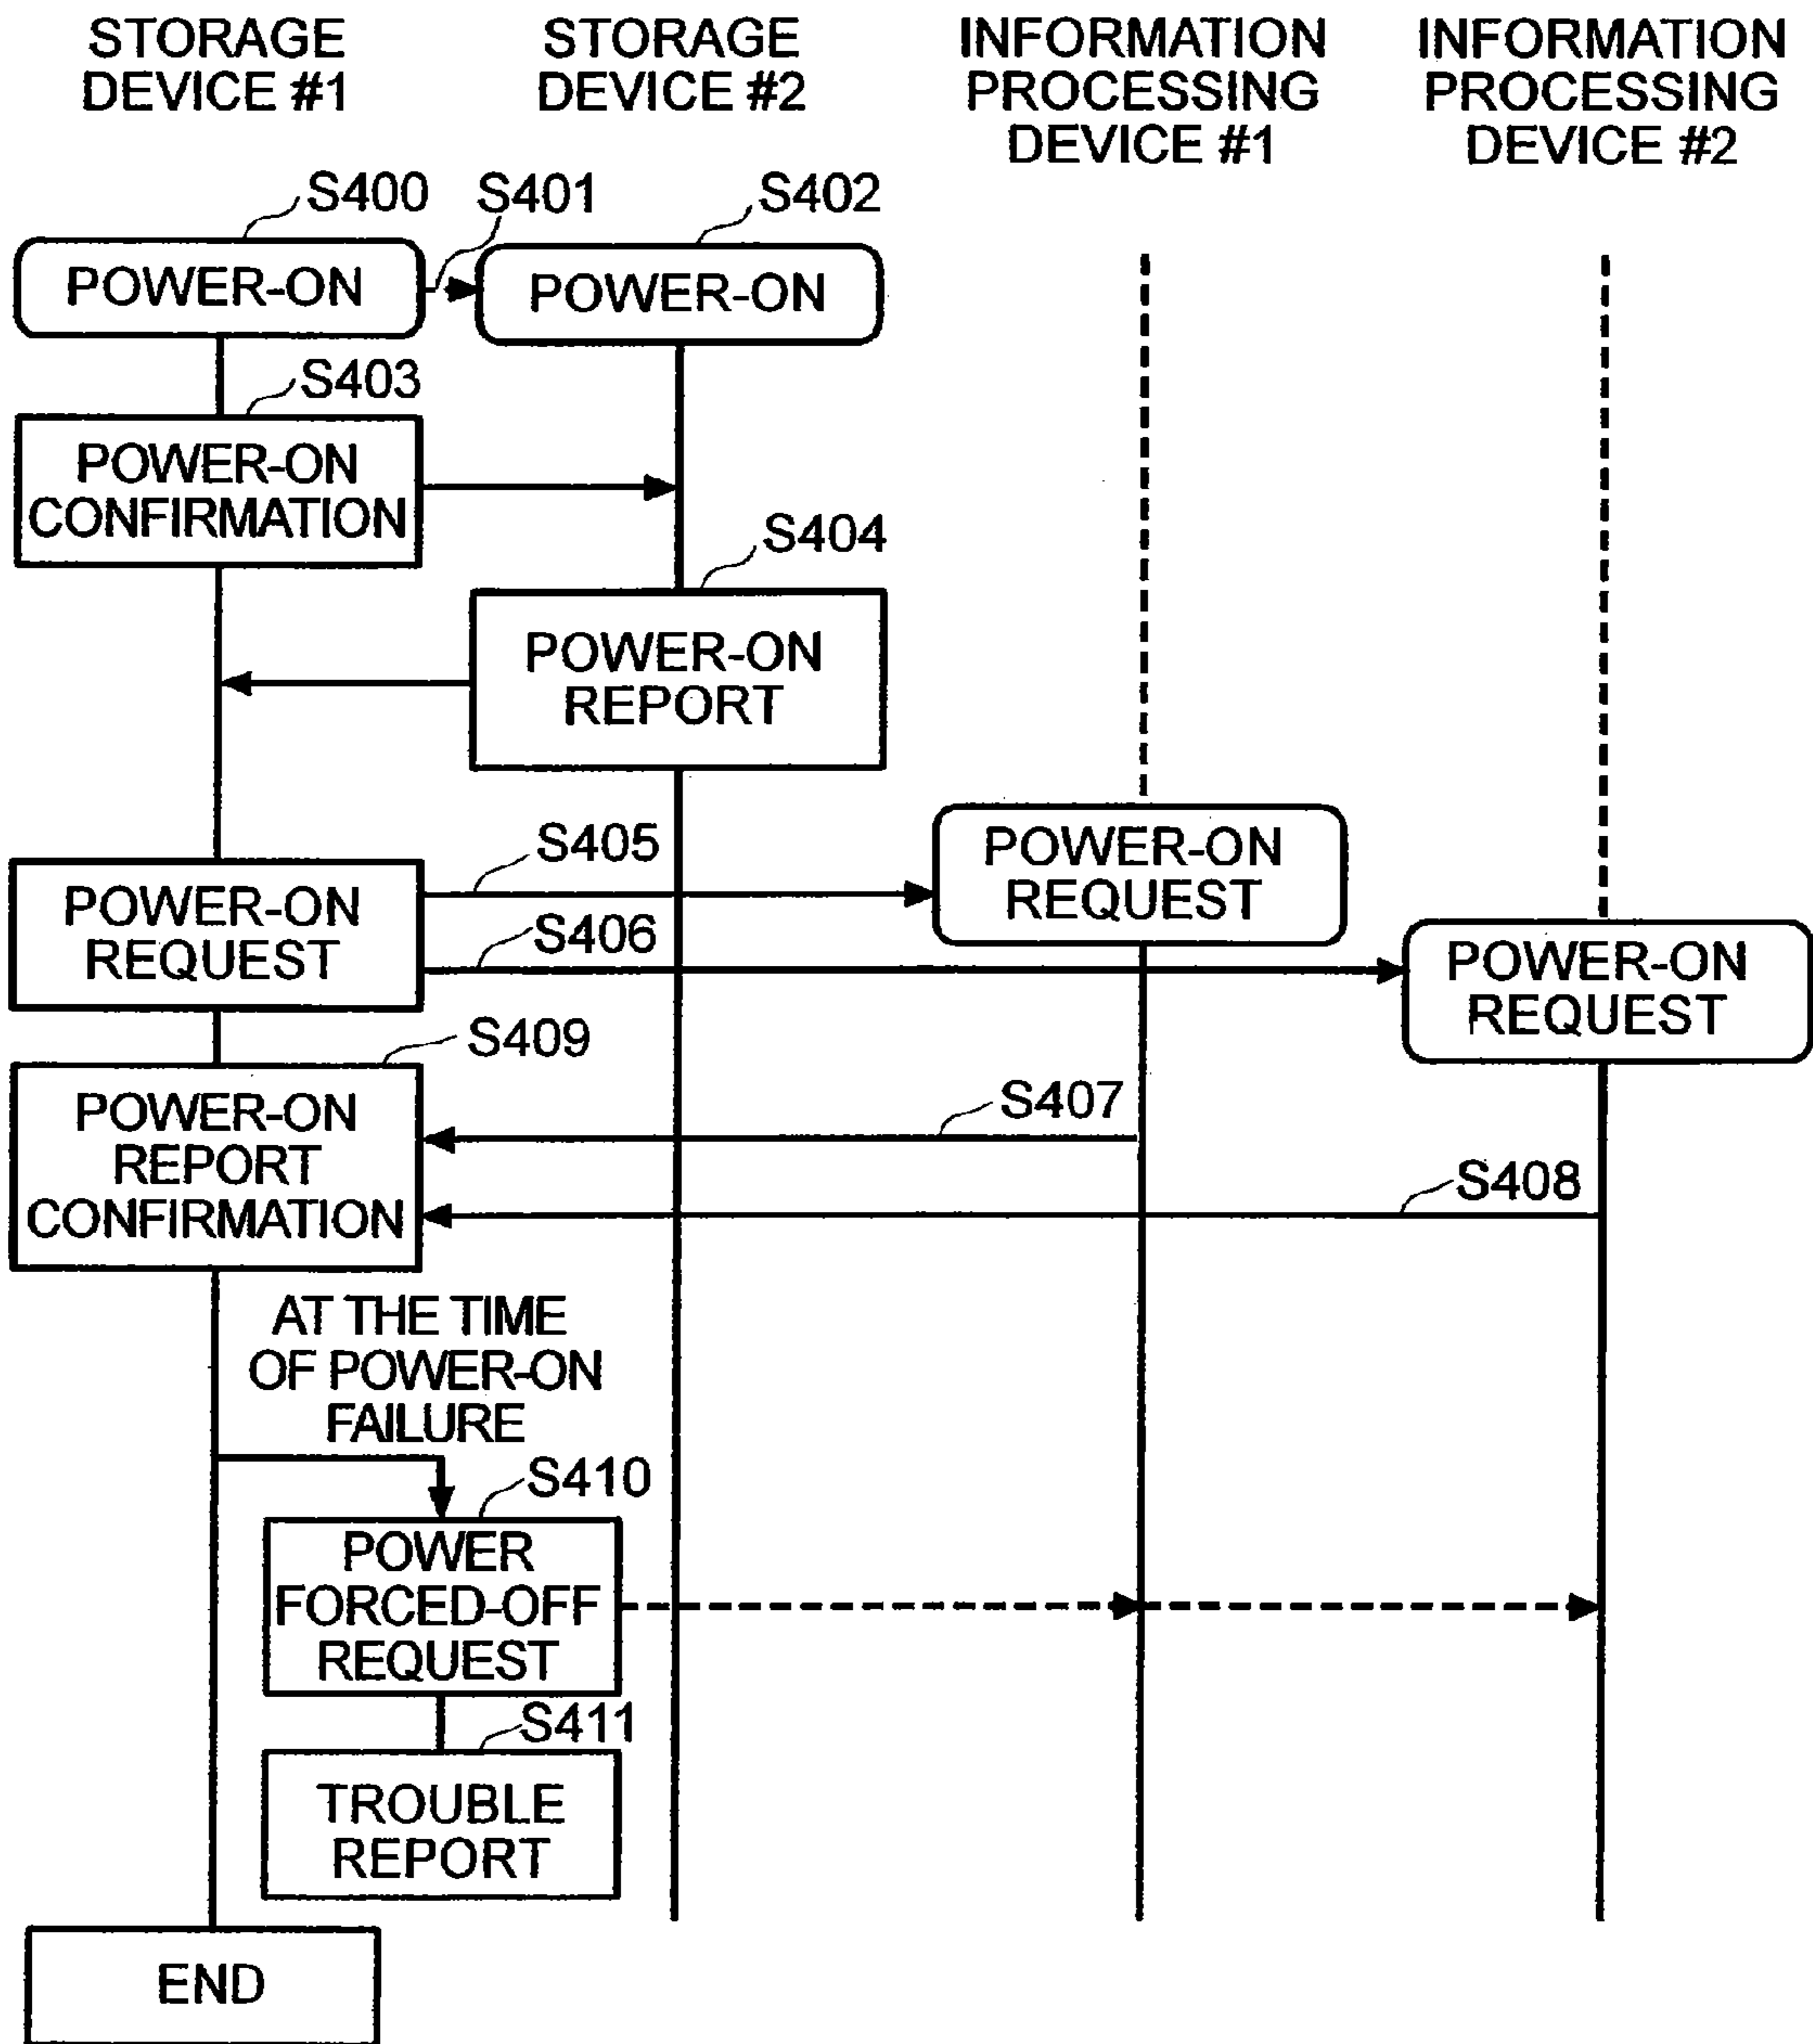 STORAGE
DEVICE #1
STORAGE
DEVICE #2
INFORMATION
PROCESSING
DEVICE #1
INFORMATION
PROCESSING
DEVICE #2
S400
S401
S402
POWER-ON
POWER-ON
S403
POWER-ON
CONFIRMATION
S404
POWER-ON
REPORT
S405
POWER-ON
REQUEST
POWER-ON
REQUEST
S406
POWER-ON
REQUEST
S409
POWER-ON
REPORT
CONFIRMATION
S407
S408
AT THE TIME
OF POWER-ON
FAILURE
S410
POWER
FORCED-OFF
REQUEST
S411
TROUBLE
REPORT
END